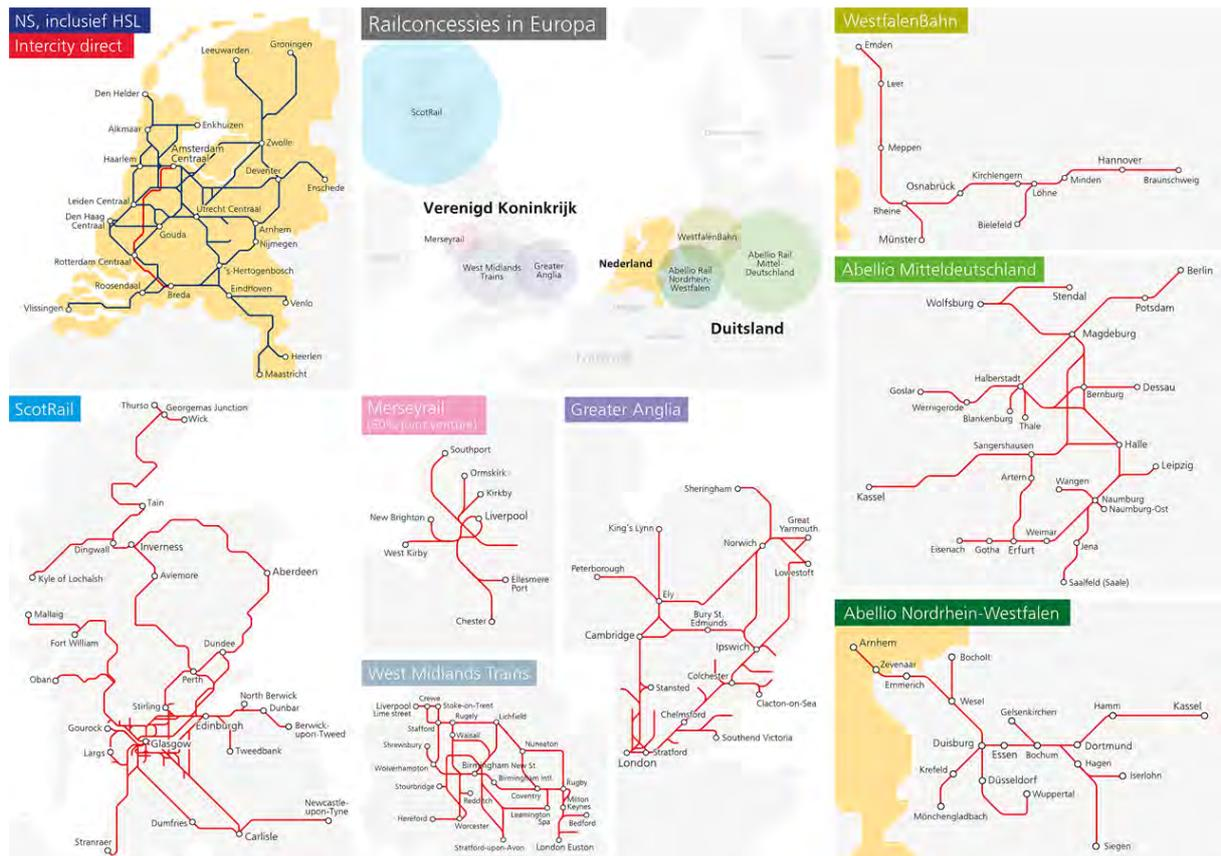 NS, inclusief HSL
Intercity direct
Leeuwarden
Groningen
Den Helder
Alkmaar
Enkhuizen
Haarlem
Amsterdam
Centraal
Zwolle
Deventer
Enschede
Leiden Centraal
Den Haag
Centraal
Utrecht Centraal
Gouda
Arnhem
Nijmegen
Rotterdam Centraal
's-Hertogenbosch
Roosendaal
Breda
Eindhoven
Venlo
Vlissingen
Heerlen
Maastricht
Railconcessies in Europa
ScotRail
Verenigd Koninkrijk
Merseyrail
West Midlands
Trains
Greater
Anglia
Nederland
WestfalenBahn
Abellio Rail
Nordrhein-
Westfalen
Abellio Rail
Mittel-
Deutschland
Duitsland
WestfalenBahn
Emden
Leer
Meppen
Rheine
Münster
Osnabrück
Kirchlengern
Löhne
Bielefeld
Minden
Hannover
Braunschweig
Abellio Mitteldeutschland
Berlin
Wolfsburg
Stendal
Potsdam
Magdeburg
Goslar
Halberstadt
Wernigerode
Blankenburg
Thale
Bernburg
Dessau
Sangershausen
Halle
Leipzig
Kassel
Artern
Wangen
Naumburg
Naumburg-Ost
Weimar
Eisenach
Gotha
Erfurt
Jena
Saalfeld (Saale)
ScotRail
Thurso
Georgemas Junction
Wick
Tain
Dingwall
Inverness
Kyle of Lochalsh
Aviemore
Aberdeen
Mallaig
Fort William
Dundee
Oban
Perth
Stirling
North Berwick
Dunbar
Edinburgh
Berwick-
upon-Tweed
Gourock
Glasgow
Largs
Tweedbank
Newcastle-
upon-Tyne
Dumfries
Carlisle
Stranraer
Merseyrail
(50% joint venture)
Southport
Ormskirk
Kirkby
New Brighton
Liverpool
West Kirby
Ellesmere
Port
Chester
West Midlands Trains
Crewe
Liverpool
Lime street
Stoke-on-Trent
Stafford
Rugely
Lichfield
Walsall
Shrewsbury
Nuneaton
Wolverhampton
Birmingham New St.
Birmingham Intl.
Rugby
Stourbridge
Redditch
Coventry
Milton
Keynes
Hereford
Worcester
Leamington
Spa
Bedford
Stratford-upon-Avon
London Euston
Greater Anglia
Sheringham
King's Lynn
Great
Yarmouth
Norwich
Peterborough
Lowestoft
Ely
Bury St.
Edmunds
Cambridge
Ipswich
Stansted
Colchester
Clacton-on-Sea
Chelmsford
Southend Victoria
Stratford
London
Abellio Nordrhein-Westfalen
Arnhem
Zevenaar
Emmerich
Bocholt
Wesel
Gelsenkirchen
Hamm
Kassel
Duisburg
Essen
Bochum
Dortmund
Krefeld
Düsseldorf
Hagen
Iserlohn
Wuppertal
Mönchengladbach
Siegen